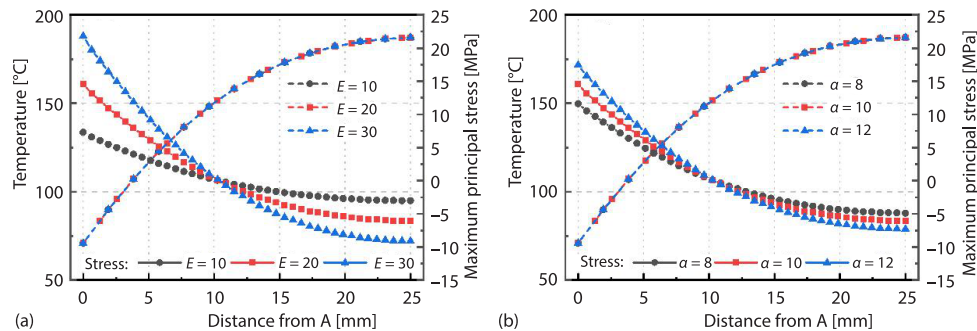 200
150
100
50
Temperature [°C]
25
20
15
10
5
0
−5
−10
−15
Maximum principal stress [MPa]
E = 10
E = 20
E = 30
Stress: E = 10 E = 20 E = 30
0 5 10 15 20 25
(a) Distance from A [mm]
200
150
100
50
Temperature [°C]
25
20
15
10
5
0
−5
−10
−15
Maximum principal stress [MPa]
α = 8
α = 10
α = 12
Stress: α = 8 α = 10 α = 12
0 5 10 15 20 25
(b) Distance from A [mm]